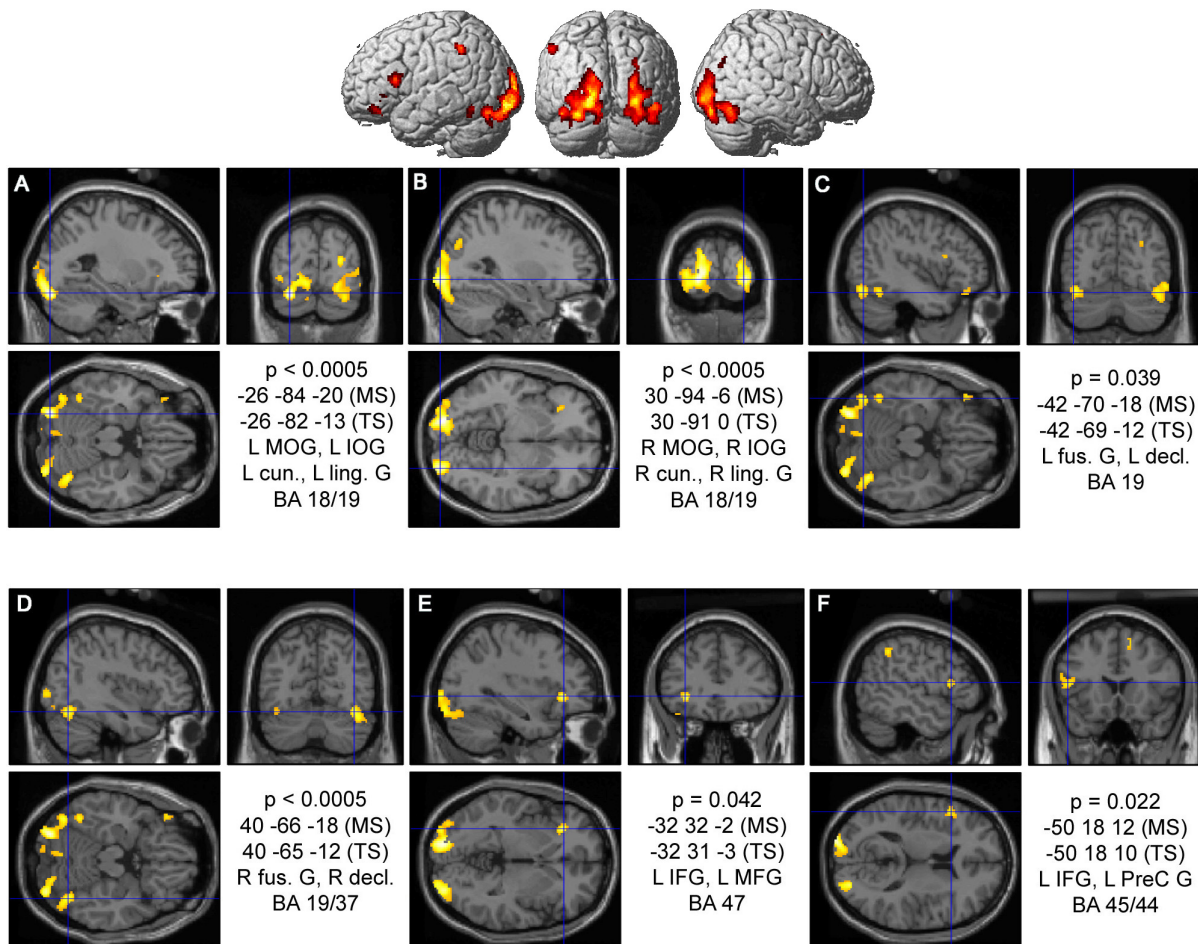 A
p < 0.0005
-26 -84 -20 (MS)
-26 -82 -13 (TS)
L MOG, L IOG
L cun., L ling. G
BA 18/19
B
p < 0.0005
30 -94 -6 (MS)
30 -91 0 (TS)
R MOG, R IOG
R cun., R ling. G
BA 18/19
C
p = 0.039
-42 -70 -18 (MS)
-42 -69 -12 (TS)
L fus. G, L decl.
BA 19
D
p < 0.0005
40 -66 -18 (MS)
40 -65 -12 (TS)
R fus. G, R decl.
BA 19/37
E
p = 0.042
-32 32 -2 (MS)
-32 31 -3 (TS)
L IFG, L MFG
BA 47
F
p = 0.022
-50 18 12 (MS)
-50 18 10 (TS)
L IFG, L PreC G
BA 45/44